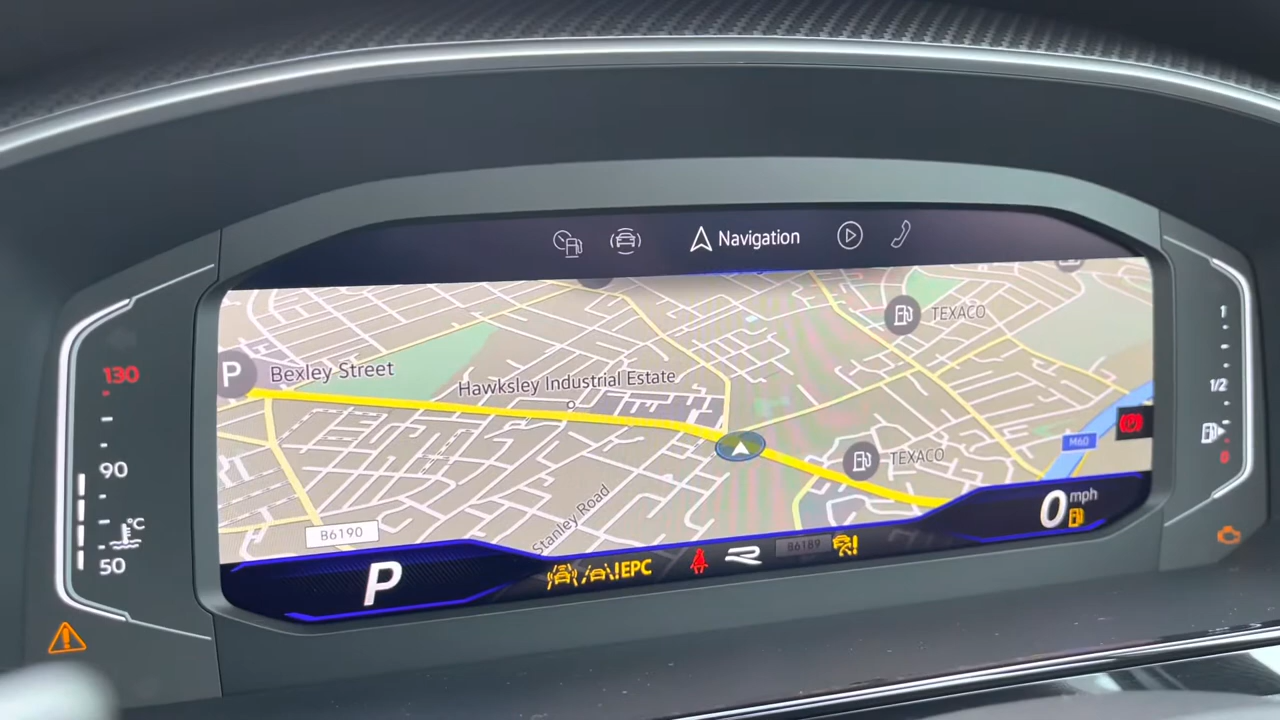 Navigation
TEXACO
P
Bexley Street
Hawksley Industrial Estate
130
1
1/2
90
M60
TEXACO
0
0 mph
Stanley Road
B6190
°C
50
P
EPC
R
B6189